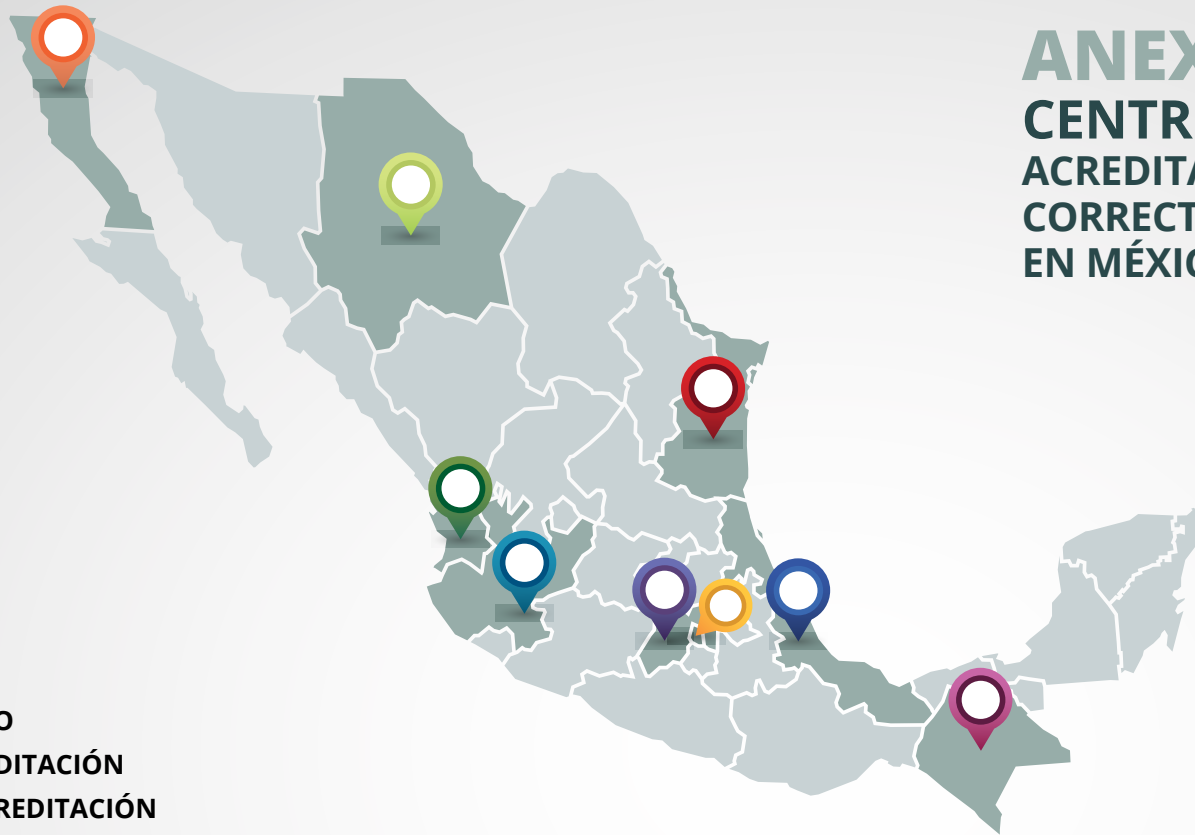 ANEX
CENTR
ACREDITA
CORRECT
EN MÉXIC
O
DITACIÓN
REDITACIÓN